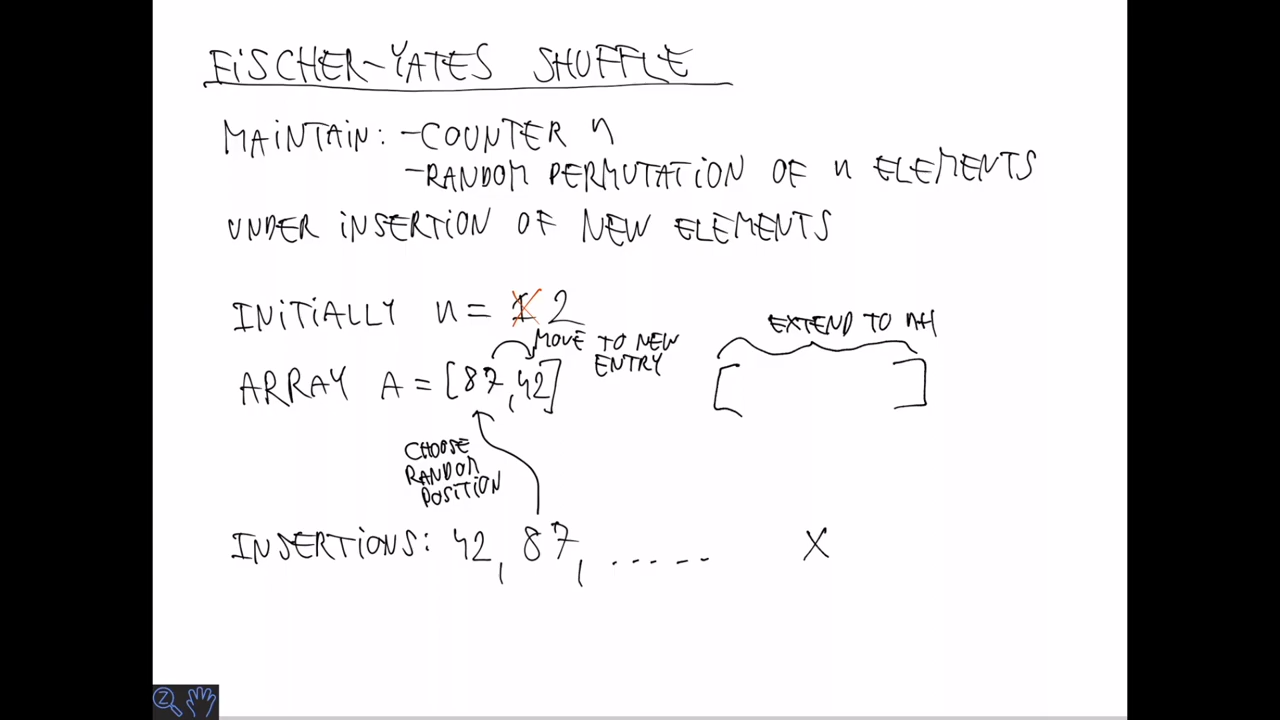 FISCHER-YATES SHUFFLE
MAINTAIN: -COUNTER n
-RANDOM PERMUTATION OF n ELEMENTS
UNDER INSERTION OF NEW ELEMENTS
INITIALLY n = 1 2
EXTEND TO n+1
MOVE TO NEW
ENTRY
ARRAY A = [87,42] [ ]
CHOOSE
RANDOM
POSITION
INSERTIONS: 42, 87, ..... X
Z